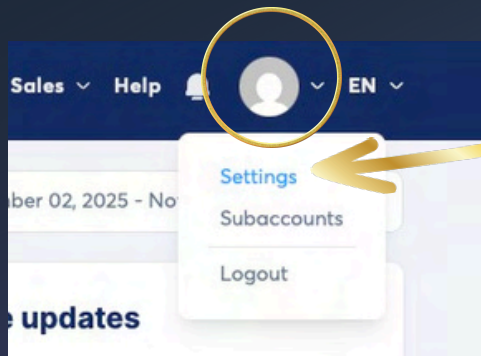 Sales Help EN
Settings
ber 02, 2025 - No
Subaccounts
Logout
updates